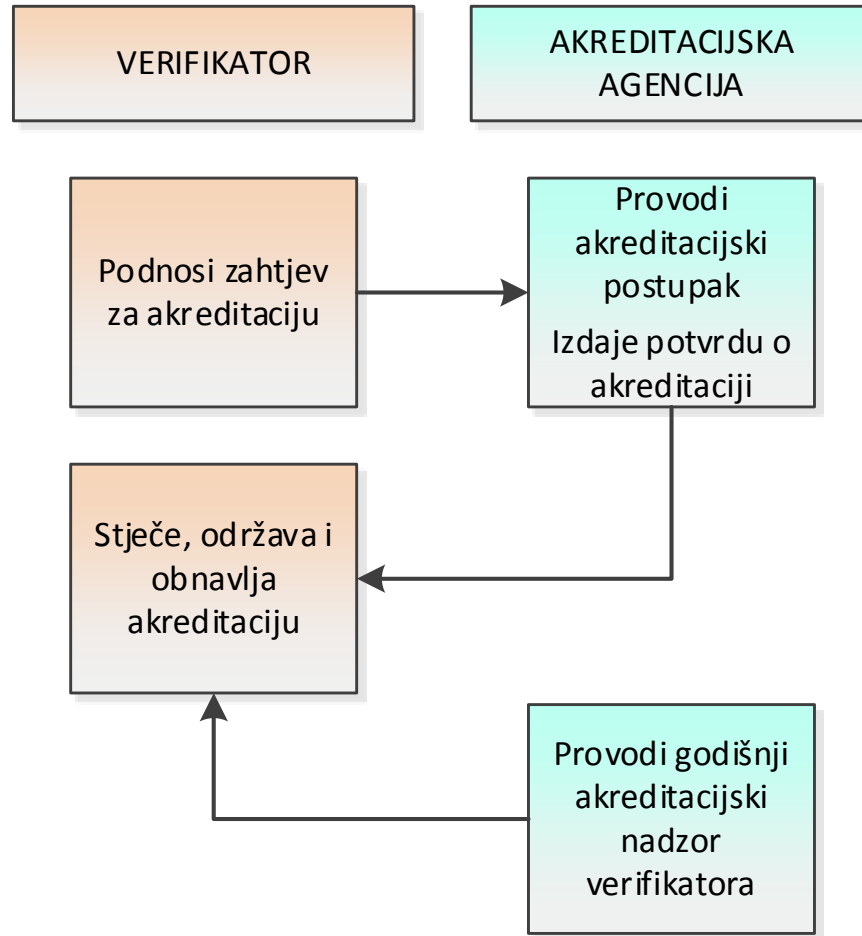 VERIFIKATOR
AKREDITACIJSKA
AGENCIJA
Podnosi zahtjev
za akreditaciju
Provodi
akreditacijski
postupak
Izdaje potvrdu o
akreditaciji
Stječe, održava i
obnavlja
akreditaciju
Provodi godišnji
akreditacijski
nadzor
verifikatora